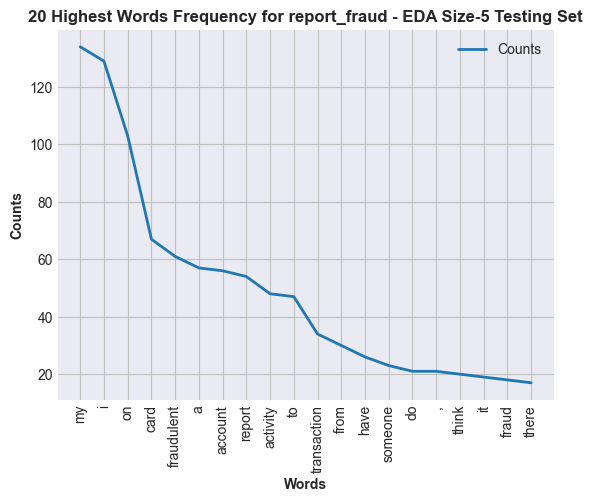 20 Highest Words Frequency for report_fraud - EDA Size-5 Testing Set
Counts
120
100
80
60
40
20
Counts
my
i
on
card
fraudulent
a
account
report
activity
to
transaction
from
have
someone
do
,
think
it
fraud
there
Words